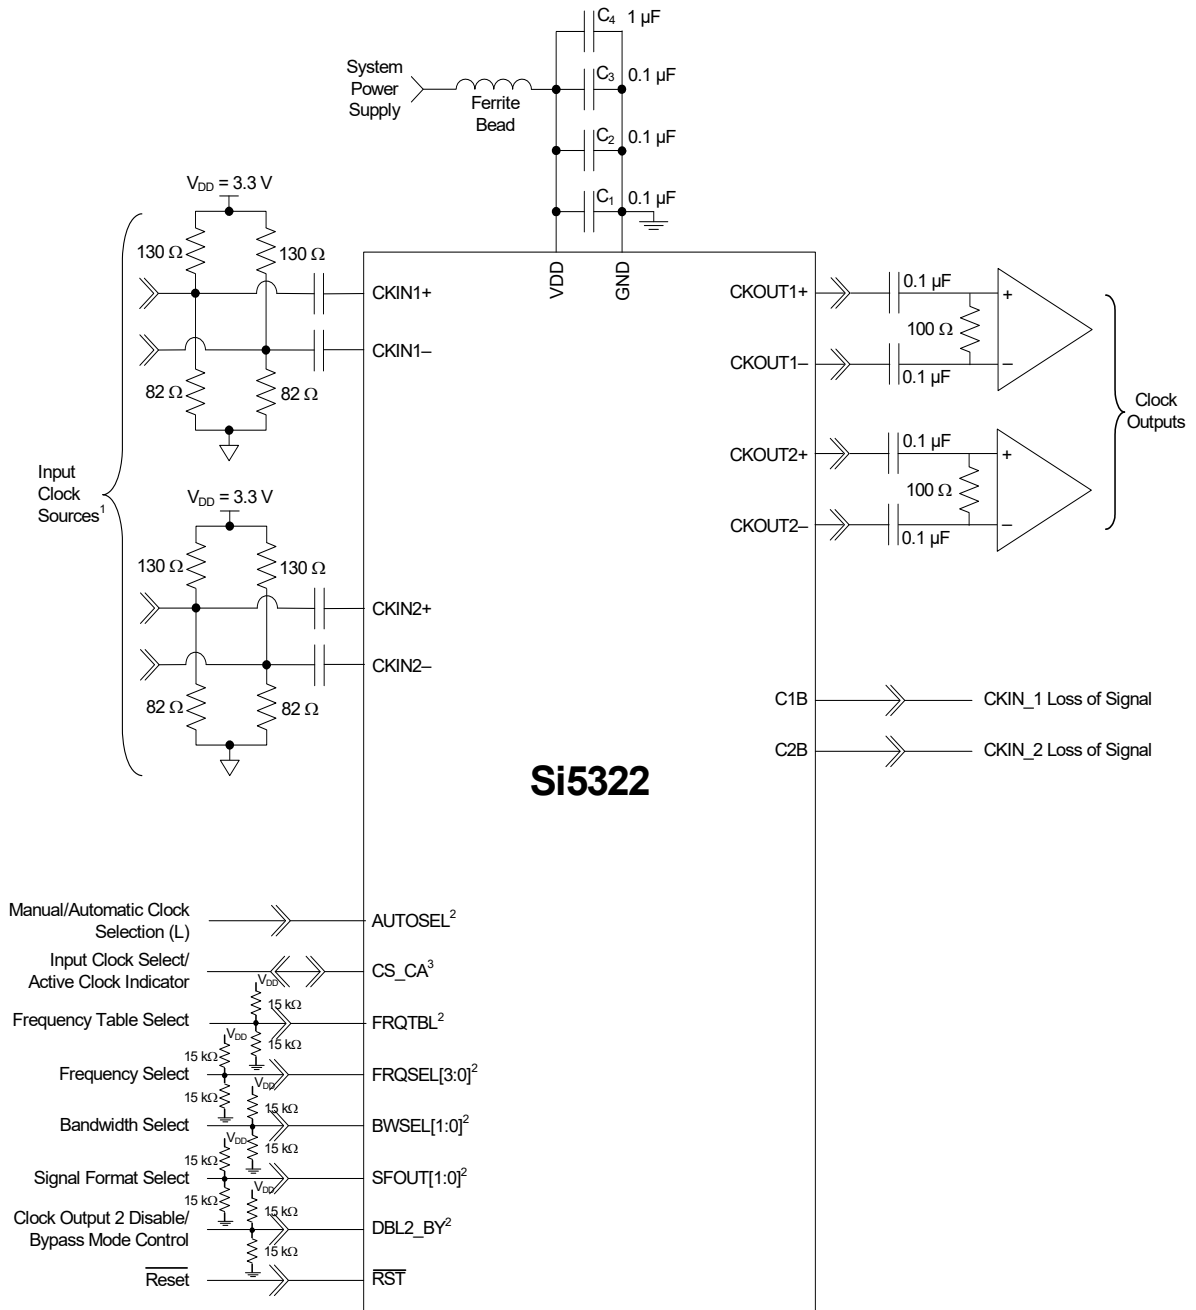 C4 1 µF
System
Power
Supply
Ferrite
Bead
C3 0.1 µF
C2 0.1 µF
C1 0.1 µF
VDD = 3.3 V
130 Ω
130 Ω
82 Ω
82 Ω
CKIN1+
CKIN1–
VDD
GND
CKOUT1+
0.1 µF
100 Ω
+
–
CKOUT1–
0.1 µF
Clock
Outputs
CKOUT2+
0.1 µF
100 Ω
+
–
CKOUT2–
0.1 µF
Input
Clock
Sources1
VDD = 3.3 V
130 Ω
130 Ω
82 Ω
82 Ω
CKIN2+
CKIN2–
C1B
CKIN_1 Loss of Signal
C2B
CKIN_2 Loss of Signal
Si5322
Manual/Automatic Clock
Selection (L)
AUTOSEL2
Input Clock Select/
Active Clock Indicator
CS_CA3
VDD
15 kΩ
Frequency Table Select
FRQTBL2
15 kΩ
VDD
15 kΩ
Frequency Select
FRQSEL[3:0]2
15 kΩ
VDD
15 kΩ
Bandwidth Select
BWSEL[1:0]2
15 kΩ
VDD
15 kΩ
Signal Format Select
SFOUT[1:0]2
15 kΩ
VDD
15 kΩ
Clock Output 2 Disable/
Bypass Mode Control
DBL2_BY2
15 kΩ
Reset
RST